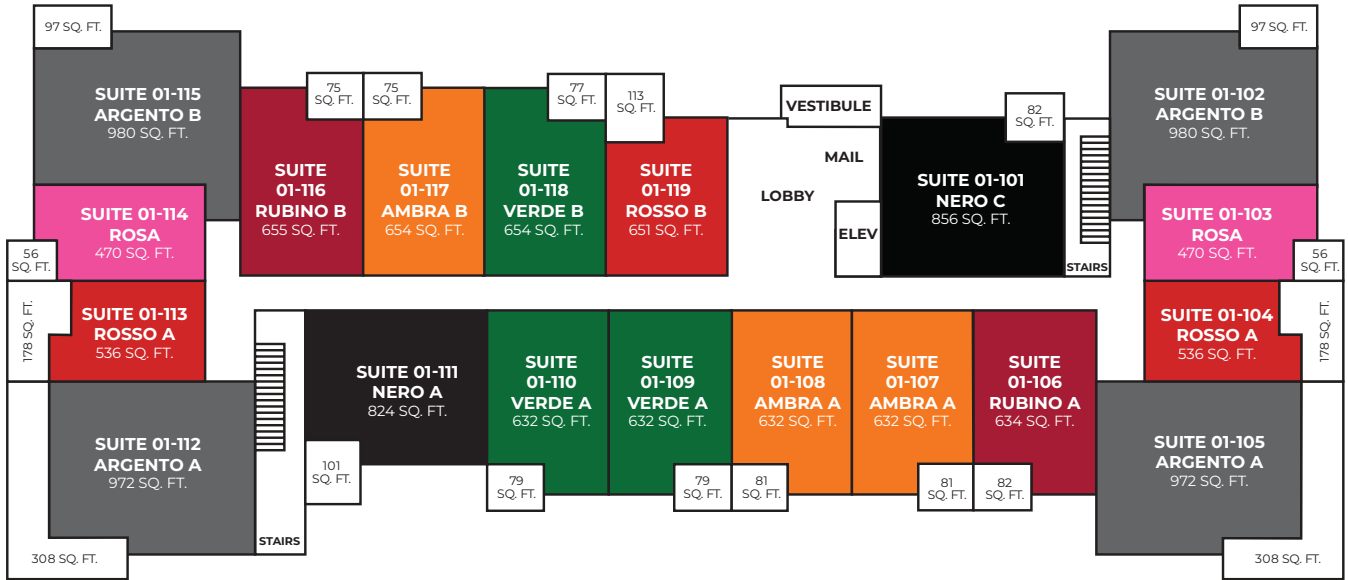 97 SQ. FT.
SUITE 01-115
ARGENTO B
980 SQ. FT.
SUITE 01-114
ROSA
470 SQ. FT.
56
SQ. FT.
178 SQ. FT.
SUITE 01-113
ROSSO A
536 SQ. FT.
SUITE 01-112
ARGENTO A
972 SQ. FT.
308 SQ. FT.
75
SQ. FT.
SUITE
01-116
RUBINO B
655 SQ. FT.
75
SQ. FT.
SUITE
01-117
AMBRA B
654 SQ. FT.
77
SQ. FT.
SUITE
01-118
VERDE B
654 SQ. FT.
113
SQ. FT.
SUITE
01-119
ROSSO B
651 SQ. FT.
VESTIBULE
MAIL
LOBBY
ELEV
82
SQ. FT.
SUITE 01-101
NERO C
856 SQ. FT.
STAIRS
97 SQ. FT.
SUITE 01-102
ARGENTO B
980 SQ. FT.
SUITE 01-103
ROSA
470 SQ. FT.
56
SQ. FT.
SUITE 01-104
ROSSO A
536 SQ. FT.
178 SQ. FT.
STAIRS
SUITE 01-111
NERO A
824 SQ. FT.
101
SQ. FT.
SUITE
01-110
VERDE A
632 SQ. FT.
79
SQ. FT.
SUITE
01-109
VERDE A
632 SQ. FT.
79
SQ. FT.
SUITE
01-108
AMBRA A
632 SQ. FT.
81
SQ. FT.
SUITE
01-107
AMBRA A
632 SQ. FT.
81
SQ. FT.
SUITE
01-106
RUBINO A
634 SQ. FT.
82
SQ. FT.
SUITE 01-105
ARGENTO A
972 SQ. FT.
308 SQ. FT.